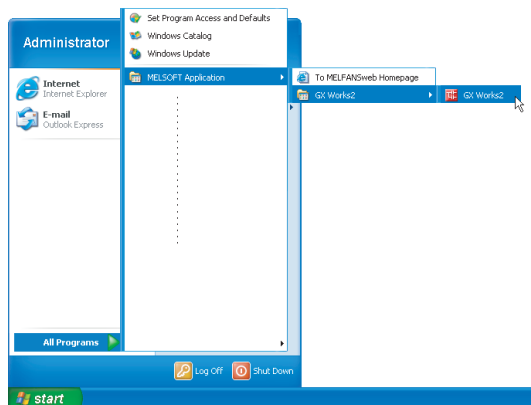 Administrator
Internet
Internet Explorer
E-mail
Outlook Express
All Programs
Set Program Access and Defaults
Windows Catalog
Windows Update
MELSOFT Application
To MELFANSweb Homepage
GX Works2
GX Works2
Log Off
Shut Down
start